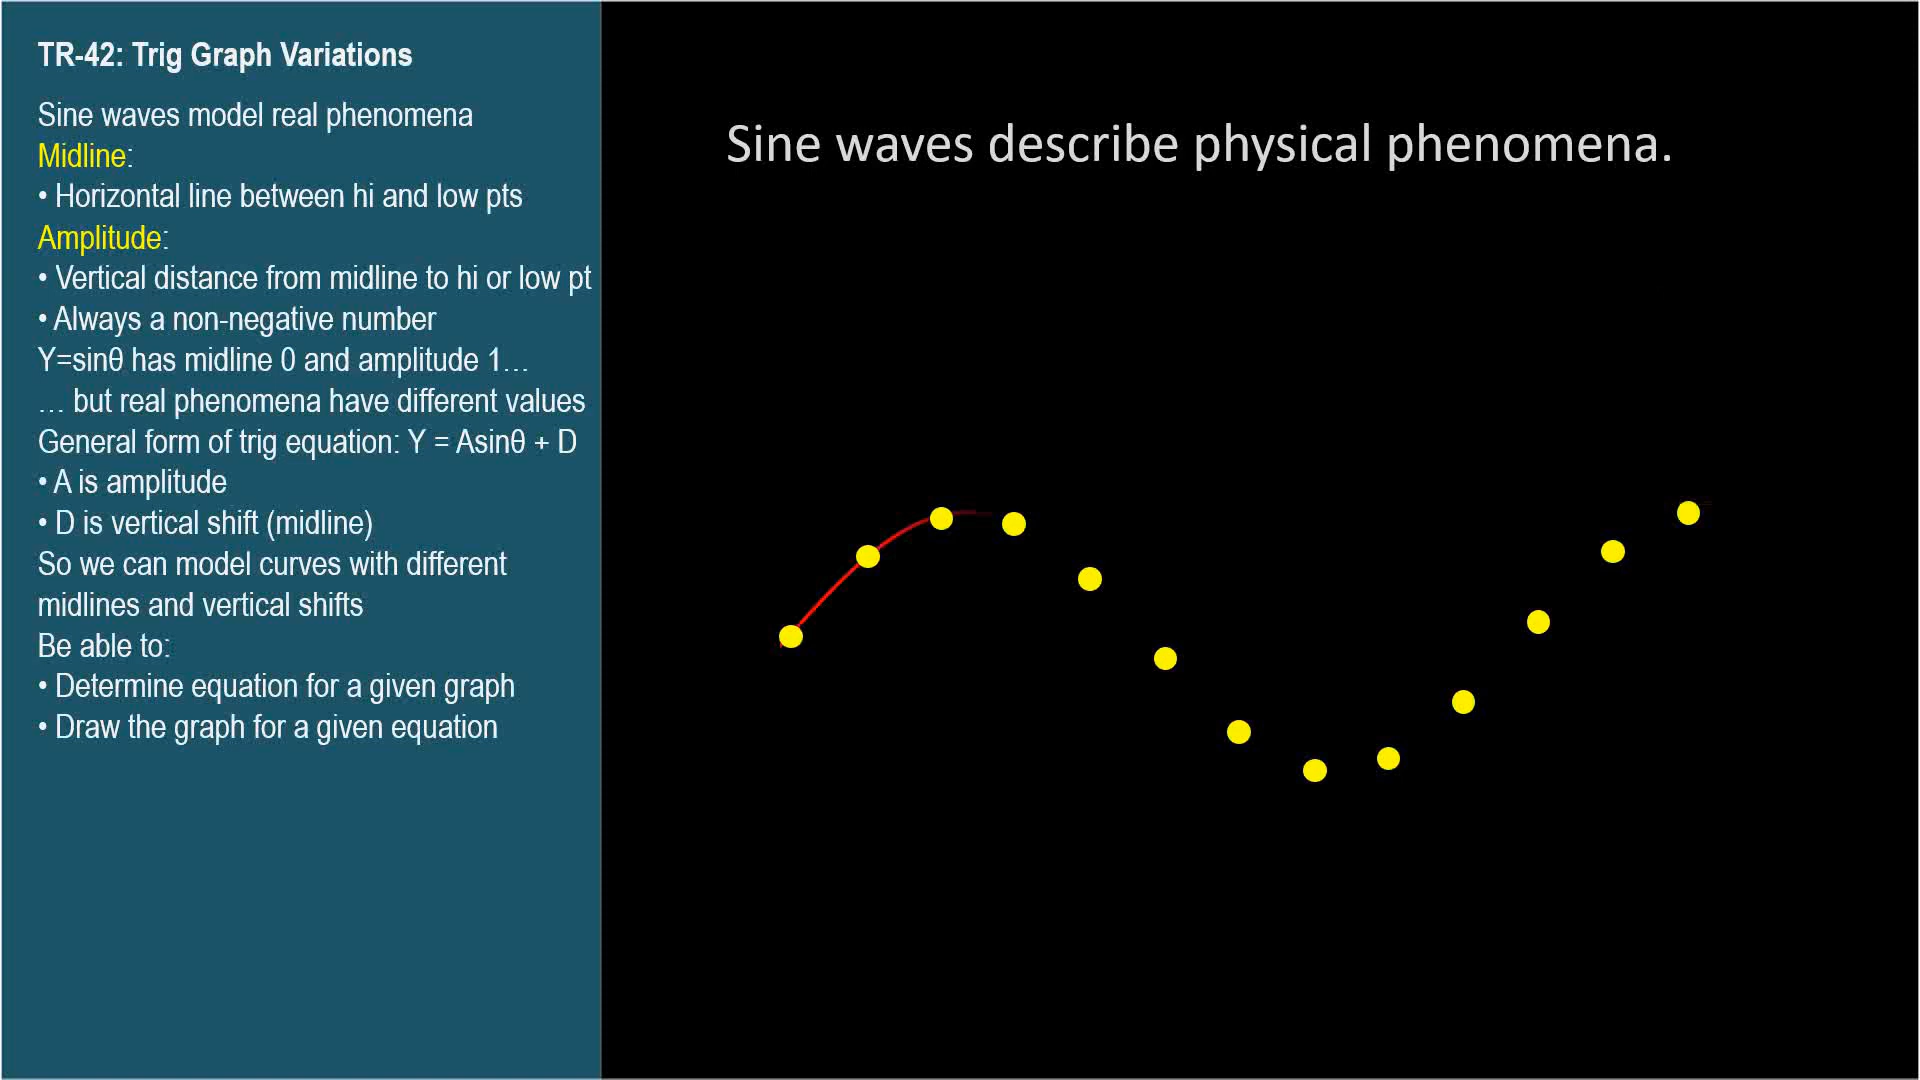 TR-42: Trig Graph Variations
Sine waves model real phenomena
Midline:
• Horizontal line between hi and low pts
Amplitude:
• Vertical distance from midline to hi or low pt
• Always a non-negative number
Y=sinθ has midline 0 and amplitude 1…
… but real phenomena have different values
General form of trig equation: Y = Asinθ + D
• A is amplitude
• D is vertical shift (midline)
So we can model curves with different
midlines and vertical shifts
Be able to:
• Determine equation for a given graph
• Draw the graph for a given equation
Sine waves describe physical phenomena.